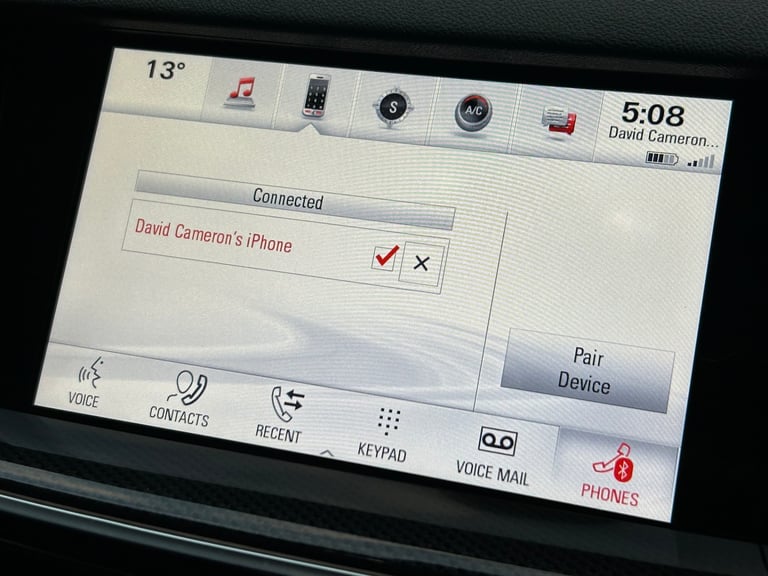 13°
S
A/C
5:08
David Cameron...
Connected
David Cameron's iPhone
Pair
Device
VOICE
CONTACTS
RECENT
KEYPAD
VOICE MAIL
PHONES